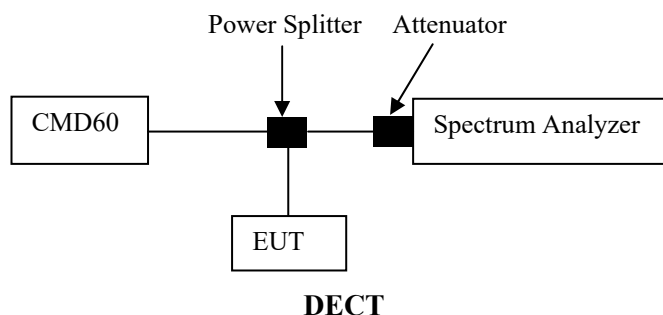 Power Splitter
Attenuator
CMD60
Spectrum Analyzer
EUT
DECT